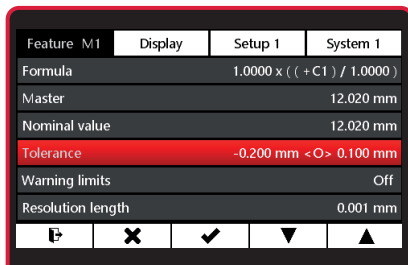 Feature M1 Display Setup 1 System 1
Formula 1.0000 x ( ( +C1 ) / 1.0000 )
Master 12.020 mm
Nominal value 12.020 mm
Tolerance -0.200 mm <O> 0.100 mm
Warning limits Off
Resolution length 0.001 mm